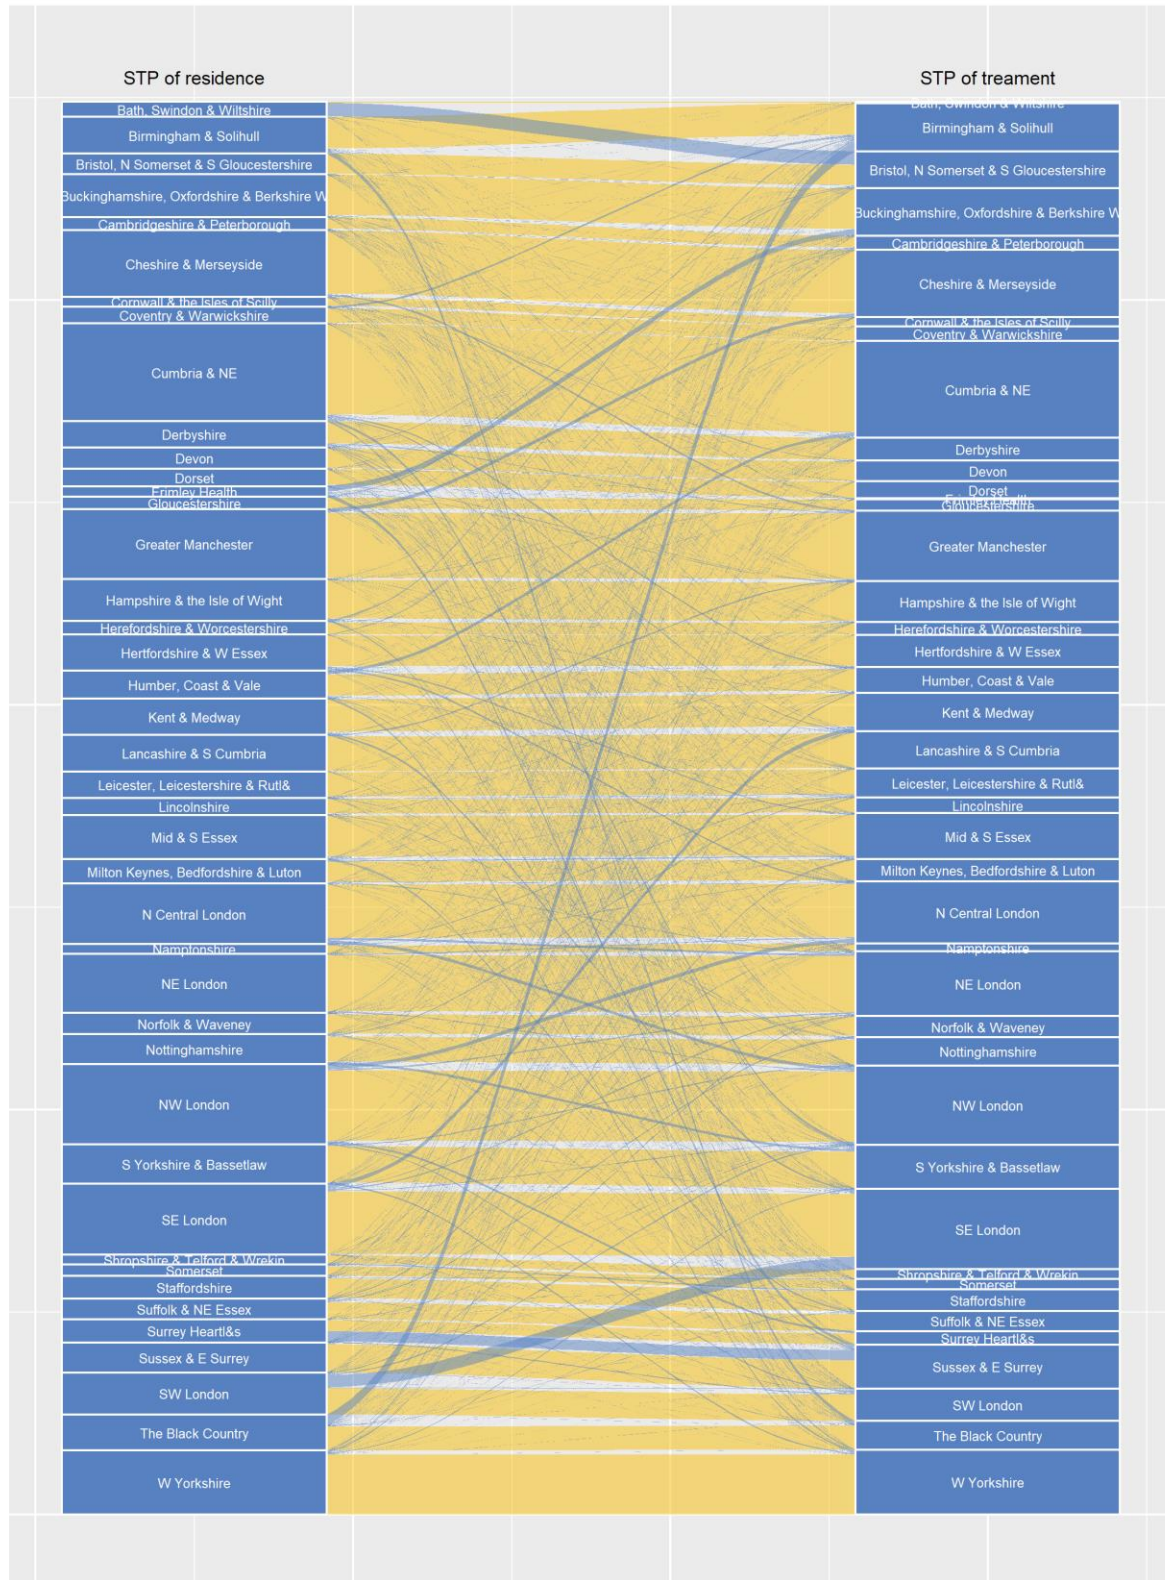 STP of residence
Bath, Swindon & Wiltshire
Birmingham & Solihull
Bristol, N Somerset & S Gloucestershire
Buckinghamshire, Oxfordshire & Berkshire W
Cambridgeshire & Peterborough
Cheshire & Merseyside
Cornwall & the Isles of Scilly
Coventry & Warwickshire
Cumbria & NE
Derbyshire
Devon
Dorset
Frimley Health
Gloucestershire
Greater Manchester
Hampshire & the Isle of Wight
Herefordshire & Worcestershire
Hertfordshire & W Essex
Humber, Coast & Vale
Kent & Medway
Lancashire & S Cumbria
Leicester, Leicestershire & Rutl&
Lincolnshire
Mid & S Essex
Milton Keynes, Bedfordshire & Luton
N Central London
Namptonshire
NE London
Norfolk & Waveney
Nottinghamshire
NW London
S Yorkshire & Bassetlaw
SE London
Shropshire & Telford & Wrekin
Somerset
Staffordshire
Suffolk & NE Essex
Surrey Heartl&s
Sussex & E Surrey
SW London
The Black Country
W Yorkshire
STP of treament
Bath, Swindon & Wiltshire
Birmingham & Solihull
Bristol, N Somerset & S Gloucestershire
Buckinghamshire, Oxfordshire & Berkshire W
Cambridgeshire & Peterborough
Cheshire & Merseyside
Cornwall & the Isles of Scilly
Coventry & Warwickshire
Cumbria & NE
Derbyshire
Devon
Dorset
Frimley Health
Gloucestershire
Greater Manchester
Hampshire & the Isle of Wight
Herefordshire & Worcestershire
Hertfordshire & W Essex
Humber, Coast & Vale
Kent & Medway
Lancashire & S Cumbria
Leicester, Leicestershire & Rutl&
Lincolnshire
Mid & S Essex
Milton Keynes, Bedfordshire & Luton
N Central London
Namptonshire
NE London
Norfolk & Waveney
Nottinghamshire
NW London
S Yorkshire & Bassetlaw
SE London
Shropshire & Telford & Wrekin
Somerset
Staffordshire
Suffolk & NE Essex
Surrey Heartl&s
Sussex & E Surrey
SW London
The Black Country
W Yorkshire